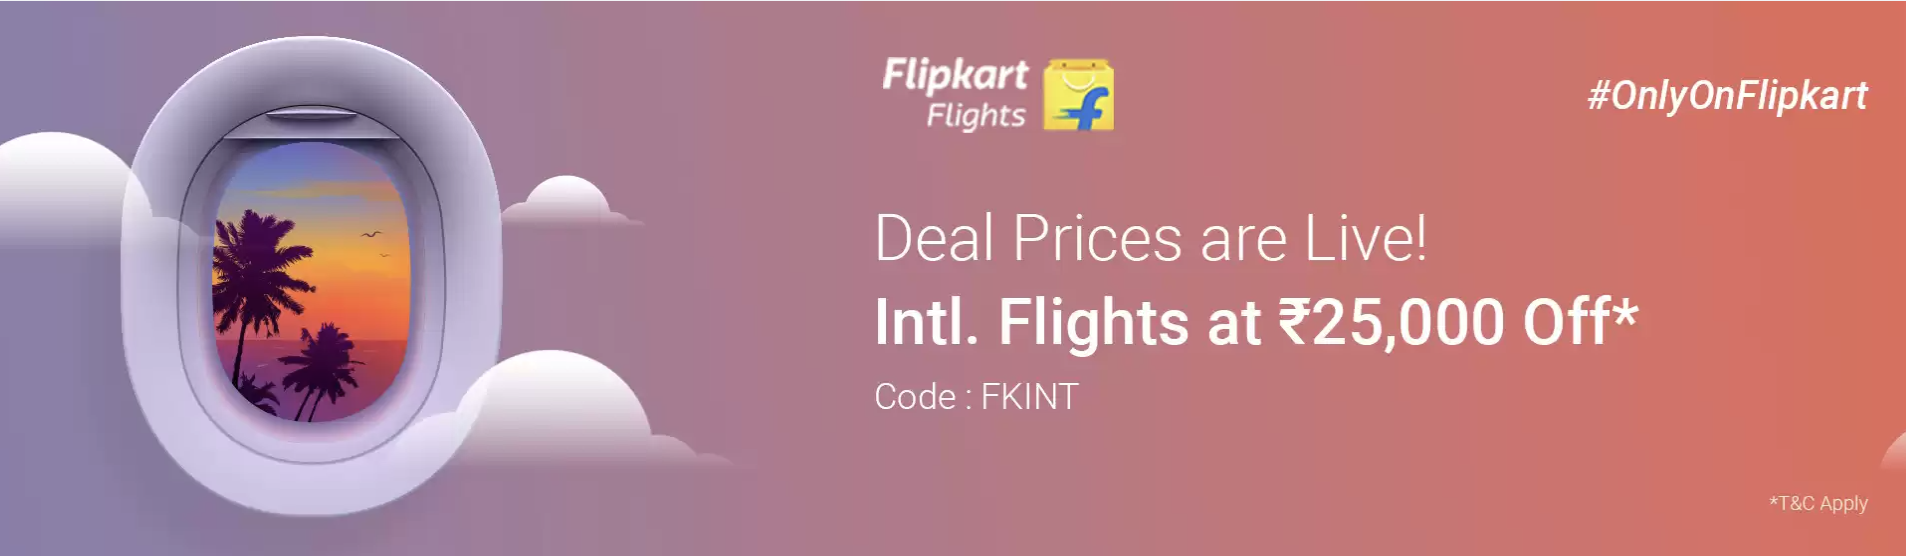 Flipkart
Flights
#OnlyOnFlipkart
Deal Prices are Live!
Intl. Flights at ₹25,000 Off*
Code : FKINT
*T&C Apply